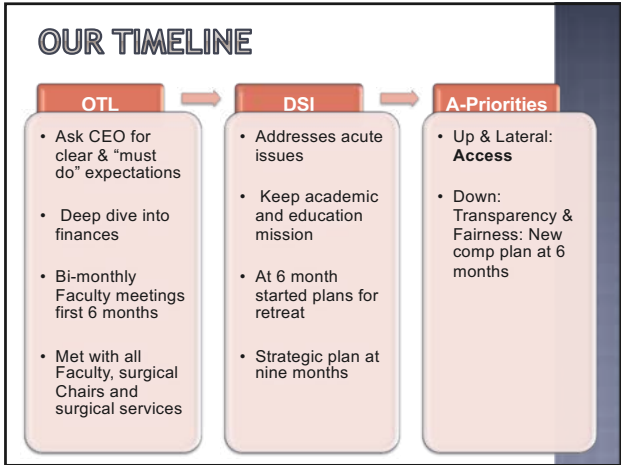 OUR TIMELINE
OTL
• Ask CEO for
clear & “must
do” expectations
• Deep dive into
finances
• Bi-monthly
Faculty meetings
first 6 months
• Met with all
Faculty, surgical
Chairs and
surgical services
DSI
• Addresses acute
issues
• Keep academic
and education
mission
• At 6 month
started plans for
retreat
• Strategic plan at
nine months
A-Priorities
• Up & Lateral:
Access
• Down:
Transparency &
Fairness: New
comp plan at 6
months